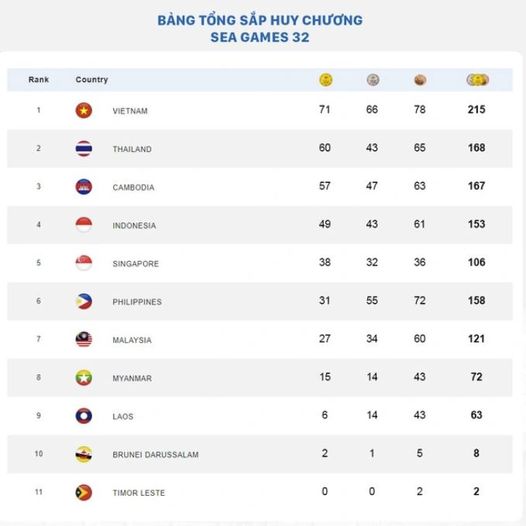 BẢNG TỔNG SẮP HUY CHƯƠNG
SEA GAMES 32
Rank Country
1 VIETNAM 71 66 78 215
2 THAILAND 60 43 65 168
3 CAMBODIA 57 47 63 167
4 INDONESIA 49 43 61 153
5 SINGAPORE 38 32 36 106
6 PHILIPPINES 31 55 72 158
7 MALAYSIA 27 34 60 121
8 MYANMAR 15 14 43 72
9 LAOS 6 14 43 63
10 BRUNEI DARUSSALAM 2 1 5 8
11 TIMOR LESTE 0 0 2 2